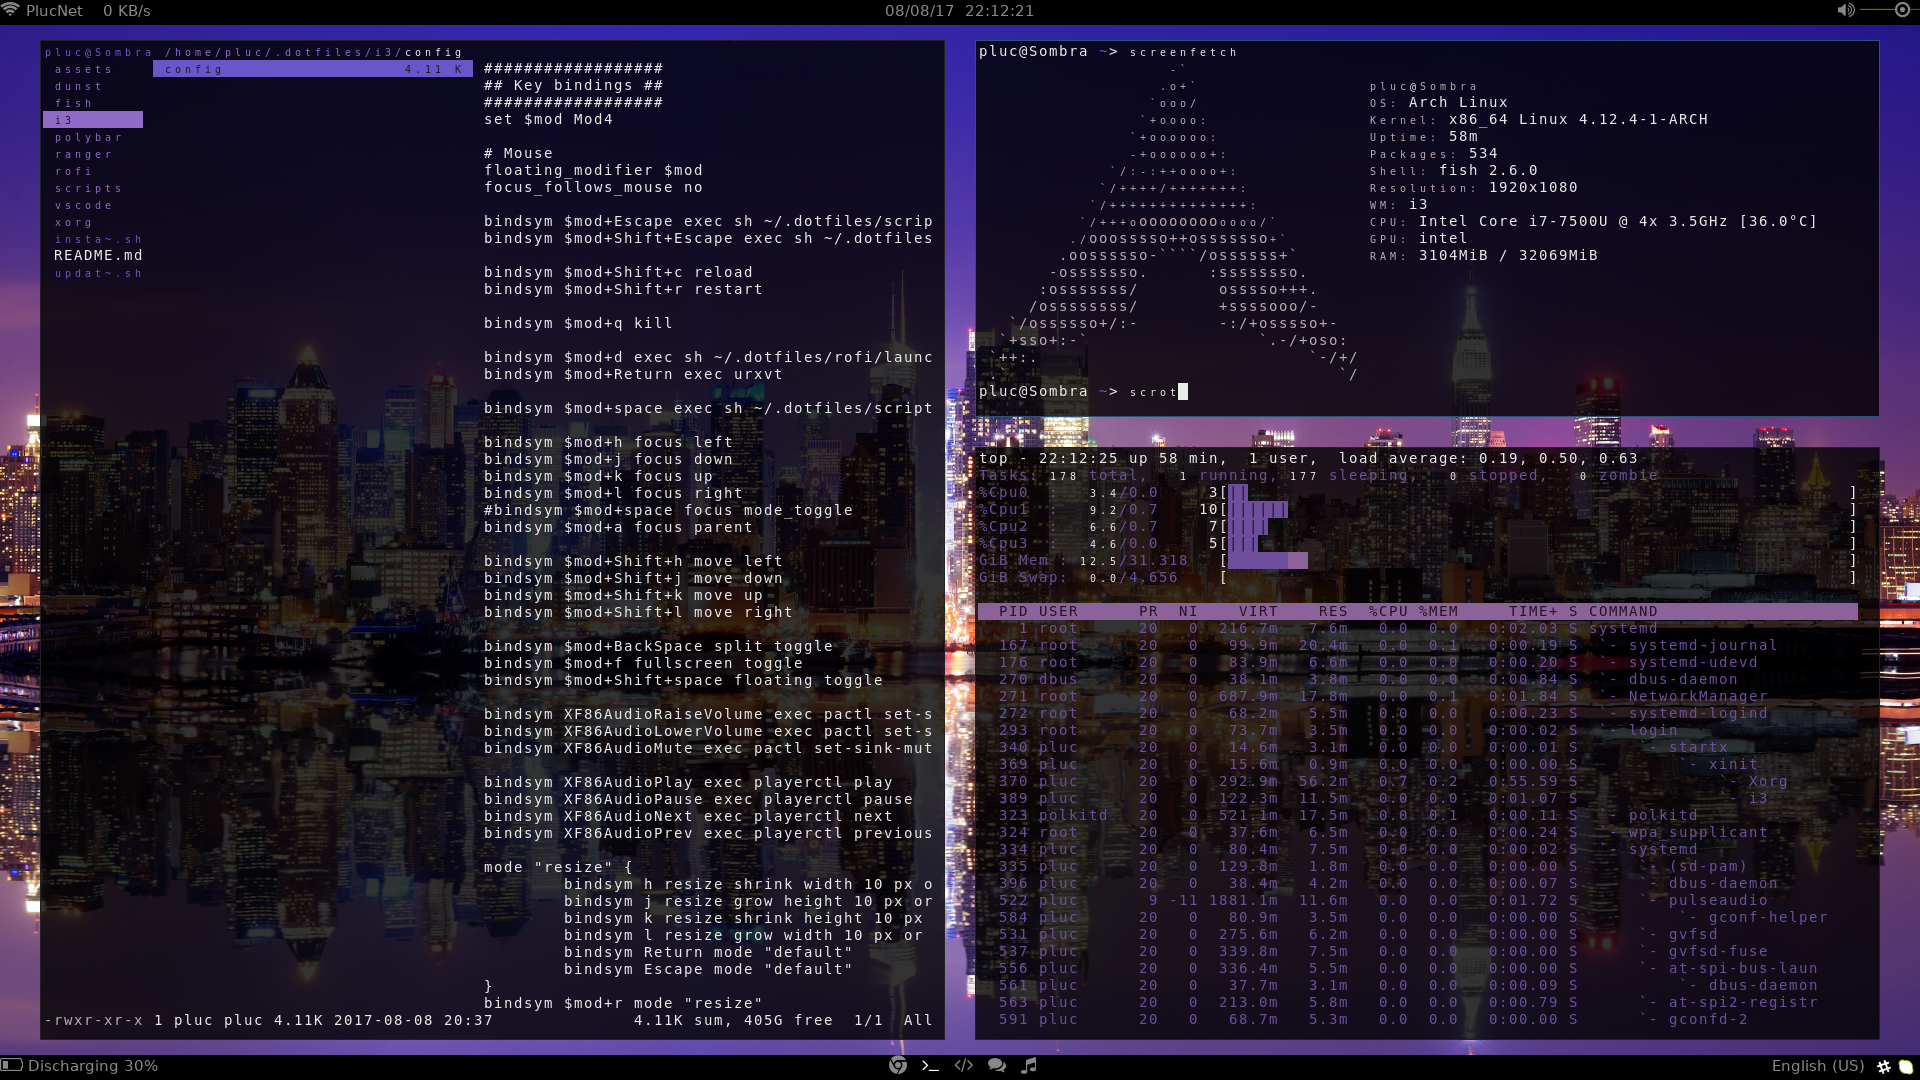 PlucNet 0 KB/s
08/08/17 22:12:21
pluc@Sombra /home/pluc/.dotfiles/i3/config
assets
dunst
fish
i3
polybar
ranger
rofi
scripts
vscode
xorg
insta~.sh
README.md
updat~.sh
config 4.11 K
##################
## Key bindings ##
##################
set $mod Mod4
# Mouse
floating_modifier $mod
focus_follows_mouse no
bindsym $mod+Escape exec sh ~/.dotfiles/scrip
bindsym $mod+Shift+Escape exec sh ~/.dotfiles
bindsym $mod+Shift+c reload
bindsym $mod+Shift+r restart
bindsym $mod+q kill
bindsym $mod+d exec sh ~/.dotfiles/rofi/launc
bindsym $mod+Return exec urxvt
bindsym $mod+space exec sh ~/.dotfiles/script
bindsym $mod+h focus left
bindsym $mod+j focus down
bindsym $mod+k focus up
bindsym $mod+l focus right
#bindsym $mod+space focus mode_toggle
bindsym $mod+a focus parent
bindsym $mod+Shift+h move left
bindsym $mod+Shift+j move down
bindsym $mod+Shift+k move up
bindsym $mod+Shift+l move right
bindsym $mod+BackSpace split toggle
bindsym $mod+f fullscreen toggle
bindsym $mod+Shift+space floating toggle
bindsym XF86AudioRaiseVolume exec pactl set-s
bindsym XF86AudioLowerVolume exec pactl set-s
bindsym XF86AudioMute exec pactl set-sink-mut
bindsym XF86AudioPlay exec playerctl play
bindsym XF86AudioPause exec playerctl pause
bindsym XF86AudioNext exec playerctl next
bindsym XF86AudioPrev exec playerctl previous
mode "resize" {
bindsym h resize shrink width 10 px o
bindsym j resize grow height 10 px or
bindsym k resize shrink height 10 px
bindsym l resize grow width 10 px or
bindsym Return mode "default"
bindsym Escape mode "default"
}
bindsym $mod+r mode "resize"
-rwxr-xr-x 1 pluc pluc 4.11K 2017-08-08 20:37 4.11K sum, 405G free 1/1 All
pluc@Sombra ~> screenfetch
pluc@Sombra
OS: Arch Linux
Kernel: x86_64 Linux 4.12.4-1-ARCH
Uptime: 58m
Packages: 534
Shell: fish 2.6.0
Resolution: 1920x1080
WM: i3
CPU: Intel Core i7-7500U @ 4x 3.5GHz [36.0°C]
GPU: intel
RAM: 3104MiB / 32069MiB
pluc@Sombra ~> scrot
top - 22:12:25 up 58 min, 1 user, load average: 0.19, 0.50, 0.63
Tasks: 178 total, 1 running, 177 sleeping, 0 stopped, 0 zombie
%Cpu0 : 3.4/0.0 3[|| ]
%Cpu1 : 9.2/0.7 10[|||||| ]
%Cpu2 : 6.6/0.7 7[|||| ]
%Cpu3 : 4.6/0.0 5[||| ]
GiB Mem : 12.5/31.318 [ ]
GiB Swap: 0.0/4.656 [ ]
PID USER PR NI VIRT RES %CPU %MEM TIME+ S COMMAND
1 root 20 0 216.7m 7.6m 0.0 0.0 0:02.03 S systemd
167 root 20 0 99.9m 20.4m 0.0 0.1 0:00.19 S `- systemd-journal
176 root 20 0 83.9m 6.6m 0.0 0.0 0:00.20 S `- systemd-udevd
270 dbus 20 0 38.1m 3.8m 0.0 0.0 0:00.84 S `- dbus-daemon
271 root 20 0 687.9m 17.8m 0.0 0.1 0:01.84 S `- NetworkManager
272 root 20 0 68.2m 5.5m 0.0 0.0 0:00.23 S `- systemd-logind
293 root 20 0 73.7m 3.5m 0.0 0.0 0:00.02 S `- login
340 pluc 20 0 14.6m 3.1m 0.0 0.0 0:00.01 S `- startx
369 pluc 20 0 15.6m 0.9m 0.0 0.0 0:00.00 S `- xinit
370 pluc 20 0 292.9m 56.2m 0.7 0.2 0:55.59 S `- Xorg
389 pluc 20 0 122.3m 11.5m 0.0 0.0 0:01.07 S `- i3
323 polkitd 20 0 521.1m 17.5m 0.0 0.1 0:00.11 S `- polkitd
324 root 20 0 37.6m 6.5m 0.0 0.0 0:00.24 S `- wpa_supplicant
334 pluc 20 0 80.4m 7.5m 0.0 0.0 0:00.02 S `- systemd
335 pluc 20 0 129.8m 1.8m 0.0 0.0 0:00.00 S `- (sd-pam)
396 pluc 20 0 38.4m 4.2m 0.0 0.0 0:00.07 S `- dbus-daemon
522 pluc 9 -11 1881.1m 11.6m 0.0 0.0 0:01.72 S `- pulseaudio
584 pluc 20 0 80.9m 3.5m 0.0 0.0 0:00.00 S `- gconf-helper
531 pluc 20 0 275.6m 6.2m 0.0 0.0 0:00.00 S `- gvfsd
537 pluc 20 0 339.8m 7.5m 0.0 0.0 0:00.00 S `- gvfsd-fuse
556 pluc 20 0 336.4m 5.5m 0.0 0.0 0:00.00 S `- at-spi-bus-laun
561 pluc 20 0 37.7m 3.1m 0.0 0.0 0:00.09 S `- dbus-daemon
563 pluc 20 0 213.0m 5.8m 0.0 0.0 0:00.79 S `- at-spi2-registr
591 pluc 20 0 68.7m 5.3m 0.0 0.0 0:00.00 S `- gconfd-2
Discharging 30%
English (US)